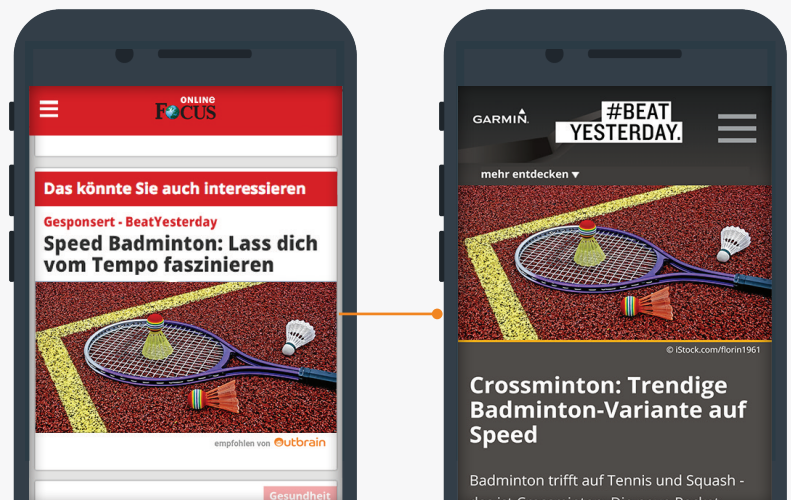 ONLINE
FOCUS
Das könnte Sie auch interessieren
Gesponsert - BeatYesterday
Speed Badminton: Lass dich
vom Tempo faszinieren
empfohlen von Outbrain
Gesundheit
GARMIN.
#BEAT
YESTERDAY.
mehr entdecken
© iStock.com/florin1961
Crossminton: Trendige
Badminton-Variante auf
Speed
Badminton trifft auf Tennis und Squash -